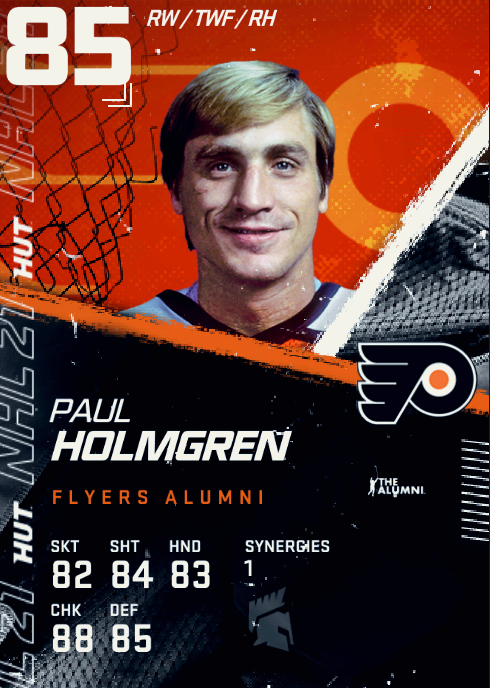 85
RW / TWF / RH
NHL 21 HUT
NHL 21 HUT
PAUL
HOLMGREN
FLYERS ALUMNI
THE
ALUMNI
SKT SHT HND SYNERGIES
82 84 83 1
CHK DEF
88 85